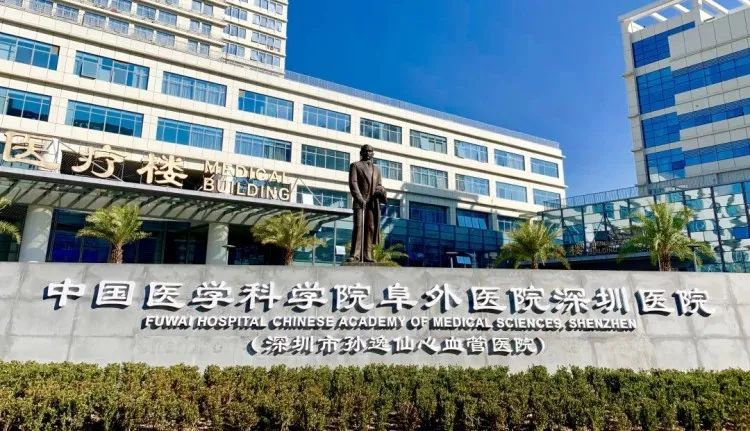 医疗楼
MEDICAL
BUILDING
中国医学科学院阜外医院深圳医院
FUWAI HOSPITAL CHINESE ACADEMY OF MEDICAL SCIENCES, SHENZHEN
(深圳市孙逸仙心血管医院)